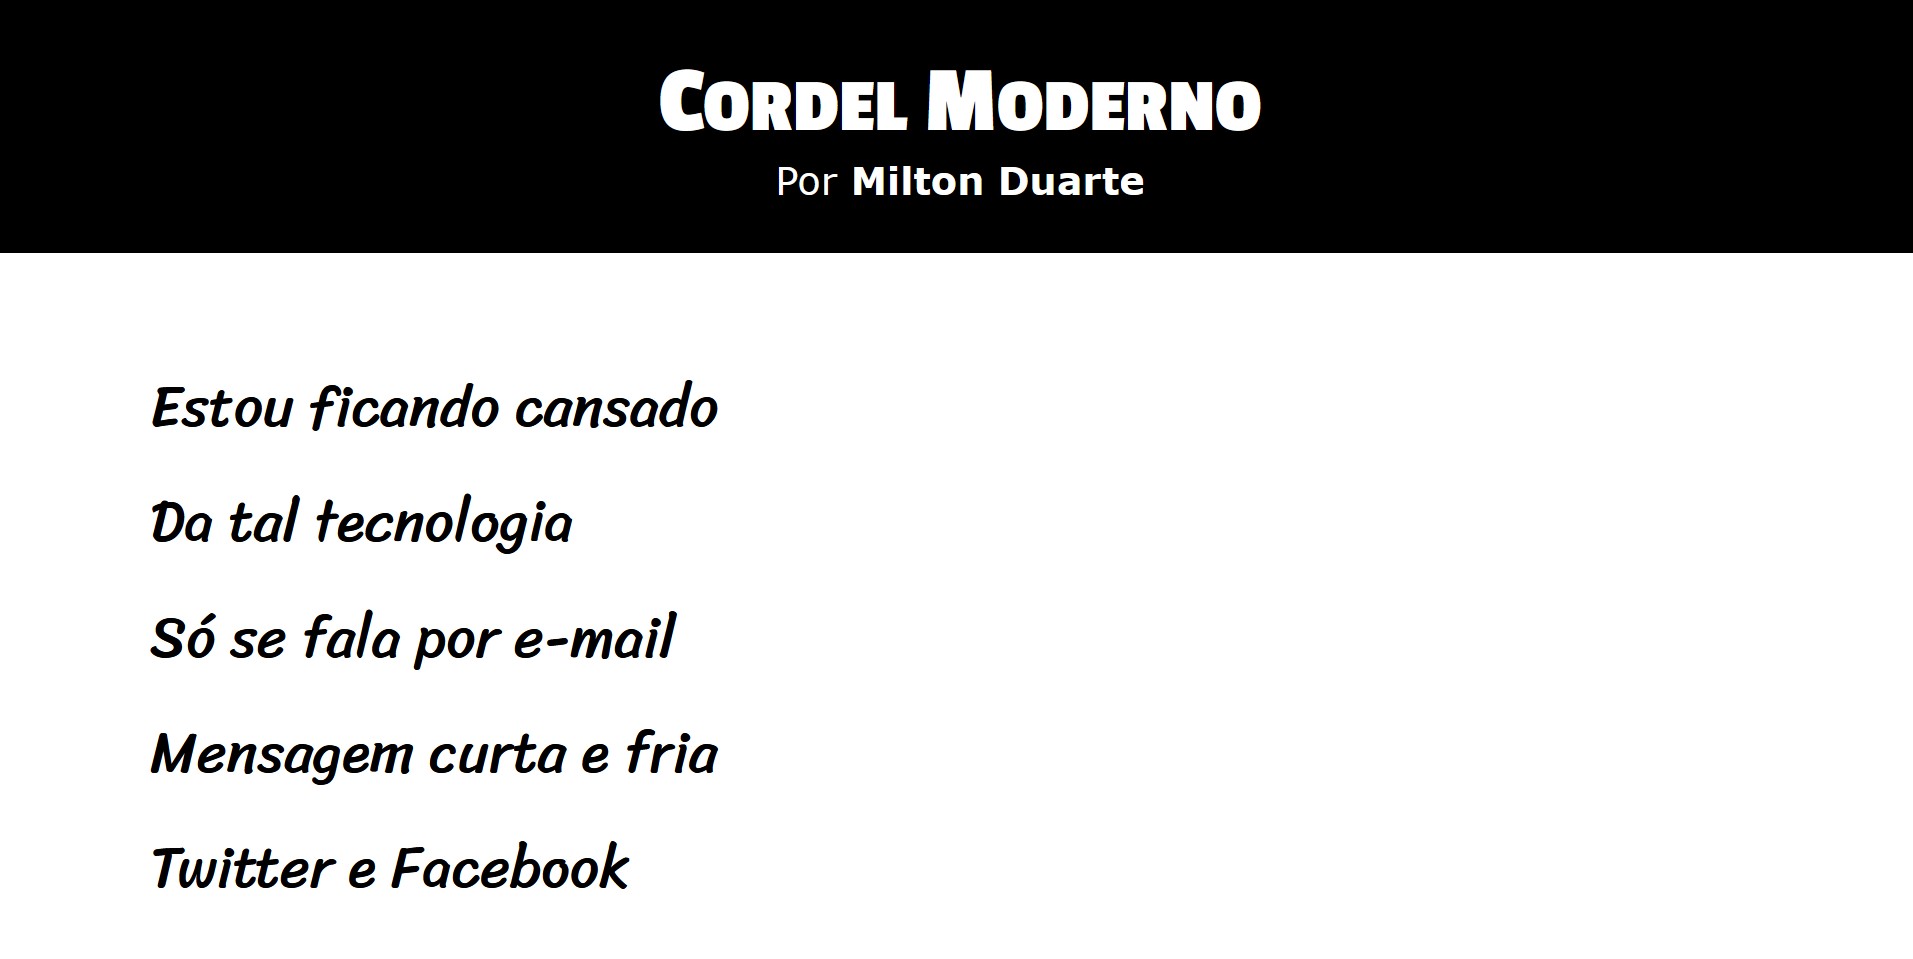 Cordel Moderno
Por Milton Duarte
Estou ficando cansado
Da tal tecnologia
Só se fala por e-mail
Mensagem curta e fria
Twitter e Facebook